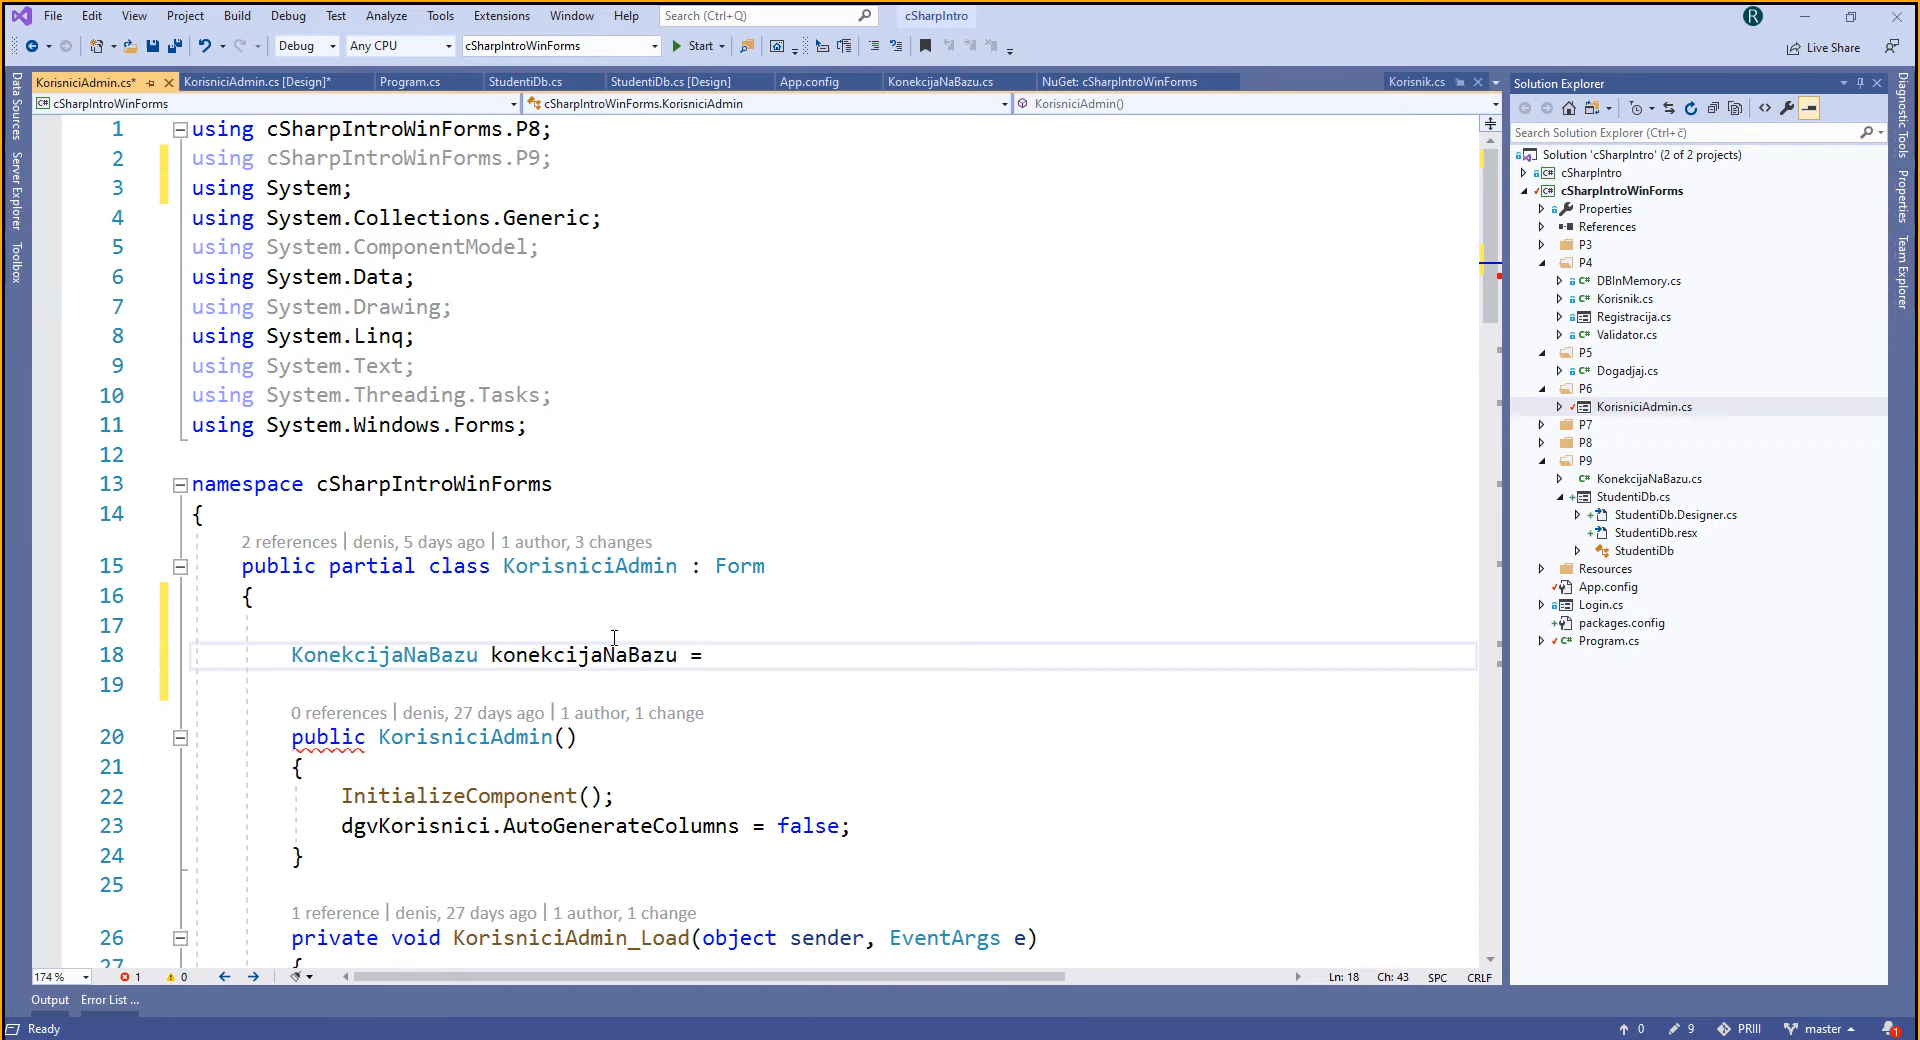 File Edit View Project Build Debug Test Analyze Tools Extensions Window Help Search (Ctrl+Q) cSharpIntro R
Debug Any CPU cSharpIntroWinForms Start Live Share
KorisniciAdmin.cs* KorisniciAdmin.cs [Design]* Program.cs StudentiDb.cs StudentiDb.cs [Design] App.config KonekcijaNaBazu.cs NuGet: cSharpIntroWinForms Korisnik.cs
cSharpIntroWinForms cSharpIntroWinForms.KorisniciAdmin KorisniciAdmin()
Data Sources
Server Explorer
Toolbox
1 using cSharpIntroWinForms.P8;
2 using cSharpIntroWinForms.P9;
3 using System;
4 using System.Collections.Generic;
5 using System.ComponentModel;
6 using System.Data;
7 using System.Drawing;
8 using System.Linq;
9 using System.Text;
10 using System.Threading.Tasks;
11 using System.Windows.Forms;
12
13 namespace cSharpIntroWinForms
14 {
2 references | denis, 5 days ago | 1 author, 3 changes
15 public partial class KorisniciAdmin : Form
16 {
17
18 KonekcijaNaBazu konekcijaNaBazu =
19
0 references | denis, 27 days ago | 1 author, 1 change
20 public KorisniciAdmin()
21 {
22 InitializeComponent();
23 dgvKorisnici.AutoGenerateColumns = false;
24 }
25
1 reference | denis, 27 days ago | 1 author, 1 change
26 private void KorisniciAdmin_Load(object sender, EventArgs e)
27 {
174 % 1 0 Ln: 18 Ch: 43 SPC CRLF
Output Error List ...
Ready 0 9 PRIII master 1
Solution Explorer
Search Solution Explorer (Ctrl+č)
Solution 'cSharpIntro' (2 of 2 projects)
cSharpIntro
cSharpIntroWinForms
Properties
References
P3
P4
DBInMemory.cs
Korisnik.cs
Registracija.cs
Validator.cs
P5
Dogadjaj.cs
P6
KorisniciAdmin.cs
P7
P8
P9
KonekcijaNaBazu.cs
StudentiDb.cs
StudentiDb.Designer.cs
StudentiDb.resx
StudentiDb
Resources
App.config
Login.cs
packages.config
Program.cs
Diagnostic Tools
Properties
Team Explorer